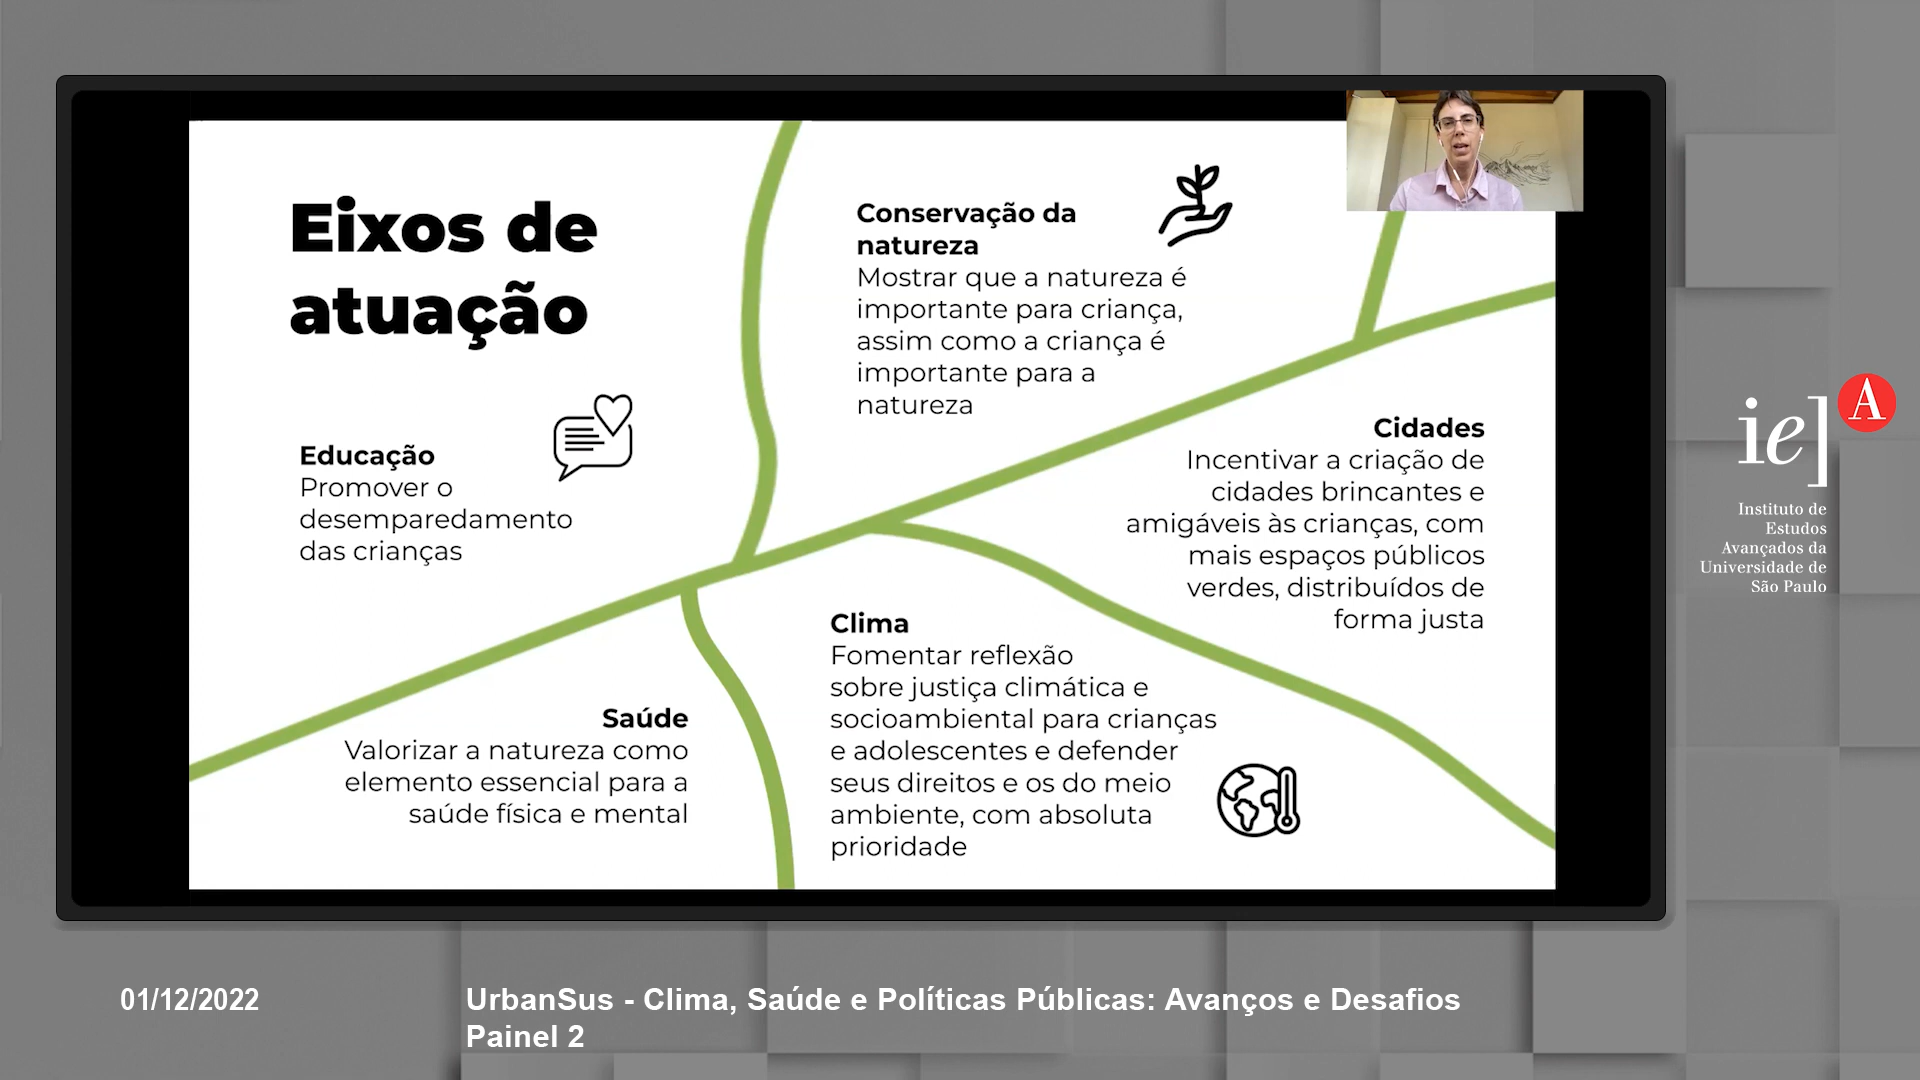 Eixos de
atuação
Educação
Promover o
desemparedamento
das crianças
Conservação da
natureza
Mostrar que a natureza é
importante para criança,
assim como a criança é
importante para a
natureza
Cidades
Incentivar a criação de
cidades brincantes e
amigáveis às crianças, com
mais espaços públicos
verdes, distribuídos de
forma justa
Saúde
Valorizar a natureza como
elemento essencial para a
saúde física e mental
Clima
Fomentar reflexão
sobre justiça climática e
socioambiental para crianças
e adolescentes e defender
seus direitos e os do meio
ambiente, com absoluta
prioridade
ie] A
Instituto de
Estudos
Avançados da
Universidade de
São Paulo
01/12/2022
UrbanSus - Clima, Saúde e Políticas Públicas: Avanços e Desafios
Painel 2